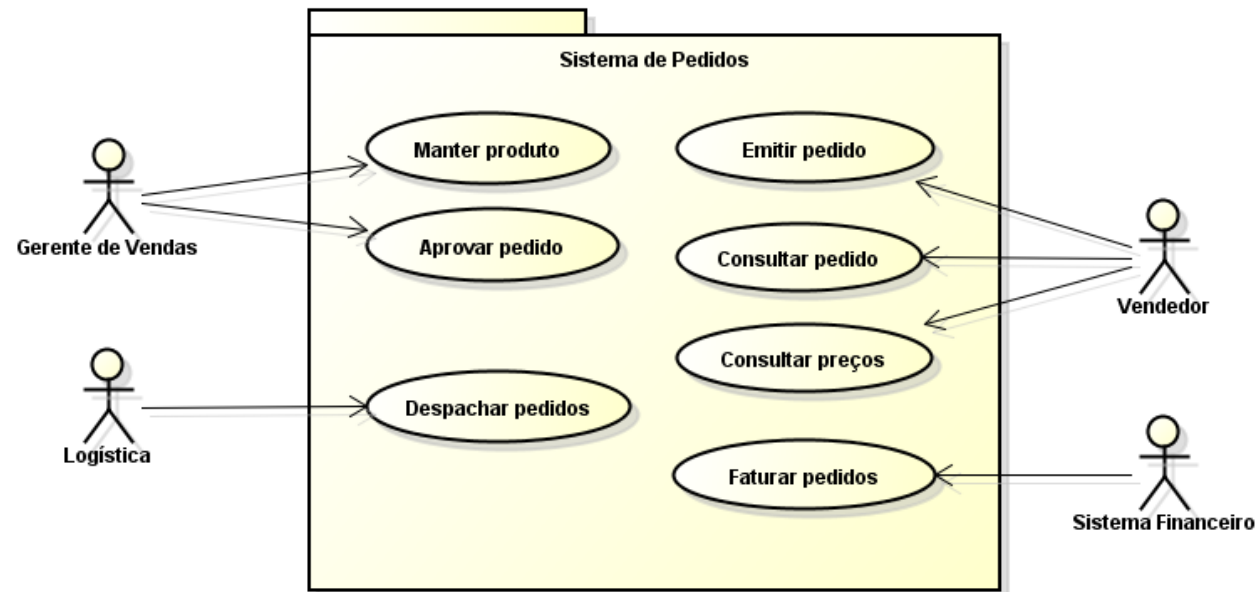 Sistema de Pedidos
Manter produto
Emitir pedido
Gerente de Vendas
Aprovar pedido
Consultar pedido
Vendedor
Consultar preços
Despachar pedidos
Logística
Faturar pedidos
Sistema Financeiro